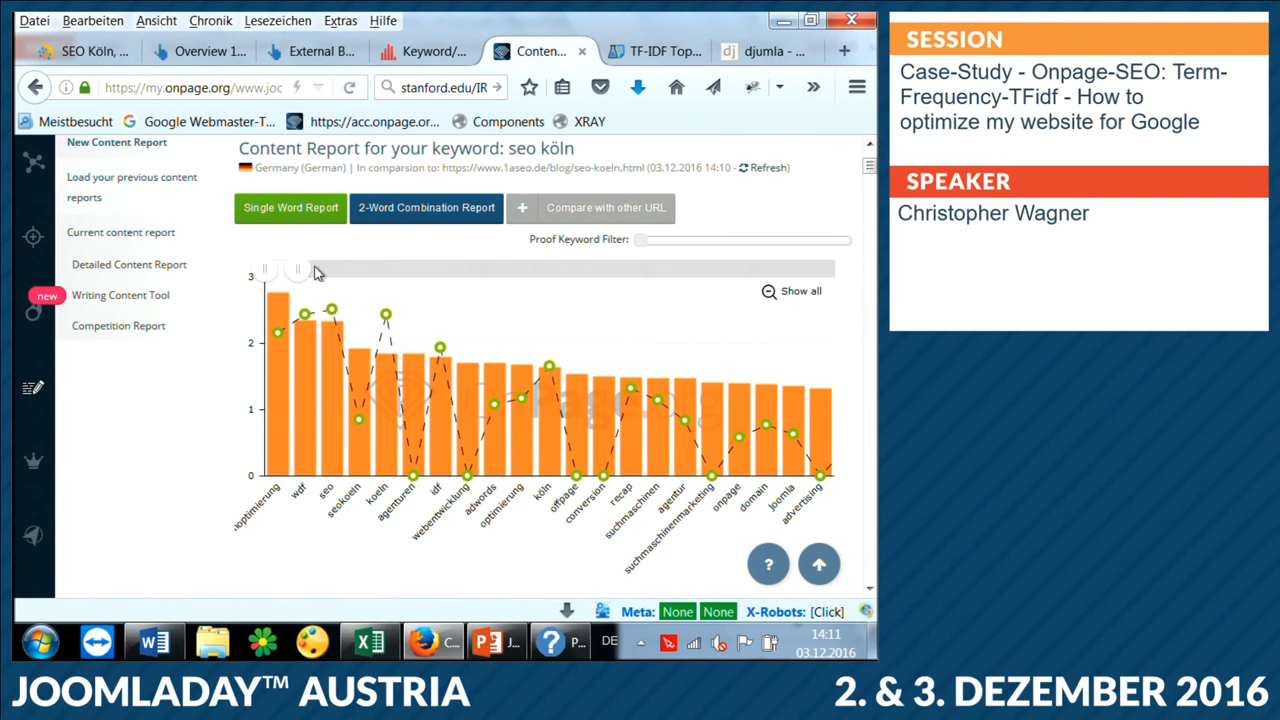 Datei Bearbeiten Ansicht Chronik Lesezeichen Extras Hilfe
SEO Köln, ... Overview 1... External B... Keyword/... Conten... TF-IDF Top... djumla - ...
https://my.onpage.org/www.joc stanford.edu/IR
Meistbesucht Google Webmaster-T... https://acc.onpage.or... Components XRAY
New Content Report
Load your previous content
reports
Current content report
Detailed Content Report
new
Writing Content Tool
Competition Report
Content Report for your keyword: seo köln
Germany (German) | In comparsion to: https://www.1aseo.de/blog/seo-koeln.html (03.12.2016 14:10 - Refresh)
Single Word Report 2-Word Combination Report + Compare with other URL
Proof Keyword Filter:
Show all
3
2
1
0
OnPage.org
wdf
seo
seokoeln
koeln
agenturen
idf
webentwicklung
adwords
optimierung
köln
offpage
conversion
recap
suchmaschinen
agentur
suchmaschinenmarketing
onpage
domain
joomla
advertising
?
Meta: None None X-Robots: [Click]
C... J... P... DE
14:11
03.12.2016
SESSION
Case-Study - Onpage-SEO: Term-
Frequency-TFidf - How to
optimize my website for Google
SPEAKER
Christopher Wagner
JOOMLADAY™ AUSTRIA
2. & 3. DEZEMBER 2016